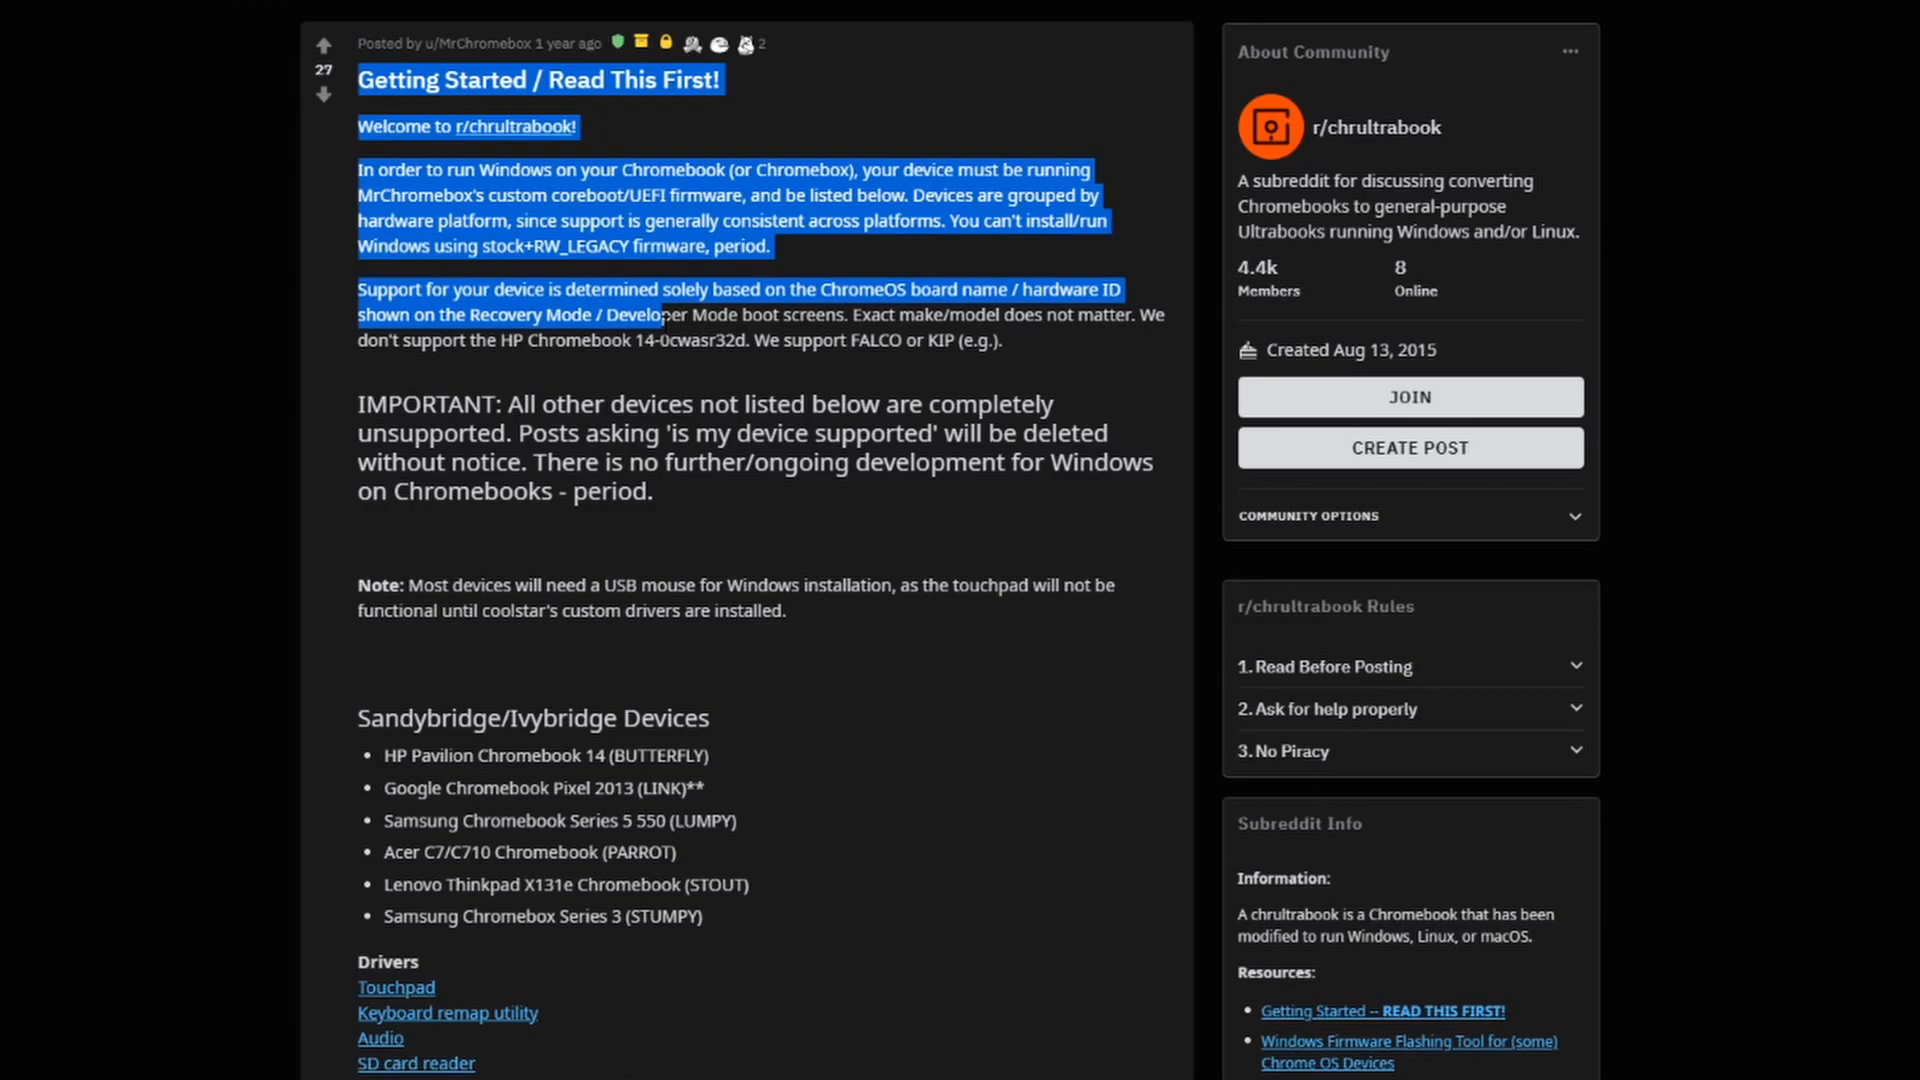 Posted by u/MrChromebox 1 year ago 2
27
Getting Started / Read This First!
Welcome to r/chrultrabook!
In order to run Windows on your Chromebook (or Chromebox), your device must be running
MrChromebox's custom coreboot/UEFI firmware, and be listed below. Devices are grouped by
hardware platform, since support is generally consistent across platforms. You can't install/run
Windows using stock+RW_LEGACY firmware, period.
Support for your device is determined solely based on the ChromeOS board name / hardware ID
shown on the Recovery Mode / Developer Mode boot screens. Exact make/model does not matter. We
don't support the HP Chromebook 14-0cwasr32d. We support FALCO or KIP (e.g.).
IMPORTANT: All other devices not listed below are completely
unsupported. Posts asking 'is my device supported' will be deleted
without notice. There is no further/ongoing development for Windows
on Chromebooks - period.
Note: Most devices will need a USB mouse for Windows installation, as the touchpad will not be
functional until coolstar's custom drivers are installed.
Sandybridge/Ivybridge Devices
• HP Pavilion Chromebook 14 (BUTTERFLY)
• Google Chromebook Pixel 2013 (LINK)**
• Samsung Chromebook Series 5 550 (LUMPY)
• Acer C7/C710 Chromebook (PARROT)
• Lenovo Thinkpad X131e Chromebook (STOUT)
• Samsung Chromebox Series 3 (STUMPY)
Drivers
Touchpad
Keyboard remap utility
Audio
SD card reader
About Community
r/chrultrabook
A subreddit for discussing converting
Chromebooks to general-purpose
Ultrabooks running Windows and/or Linux.
4.4k 8
Members Online
Created Aug 13, 2015
JOIN
CREATE POST
COMMUNITY OPTIONS
r/chrultrabook Rules
1. Read Before Posting
2. Ask for help properly
3. No Piracy
Subreddit Info
Information:
A chrultrabook is a Chromebook that has been
modified to run Windows, Linux, or macOS.
Resources:
• Getting Started -- READ THIS FIRST!
• Windows Firmware Flashing Tool for (some)
Chrome OS Devices